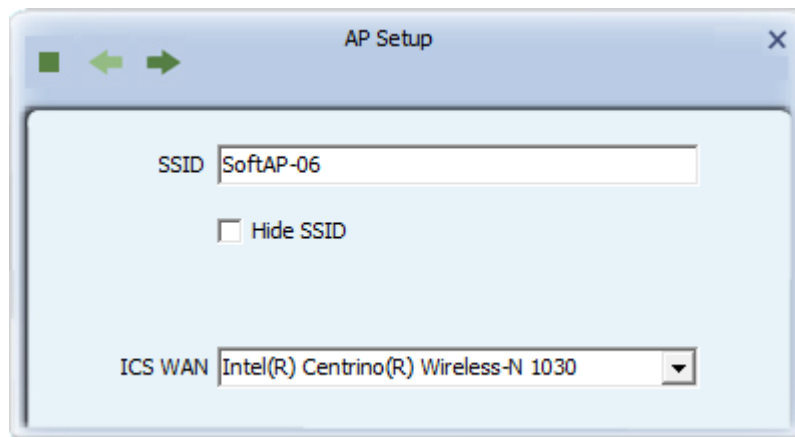 AP Setup
SSID SoftAP-06
Hide SSID
ICS WAN Intel(R) Centrino(R) Wireless-N 1030